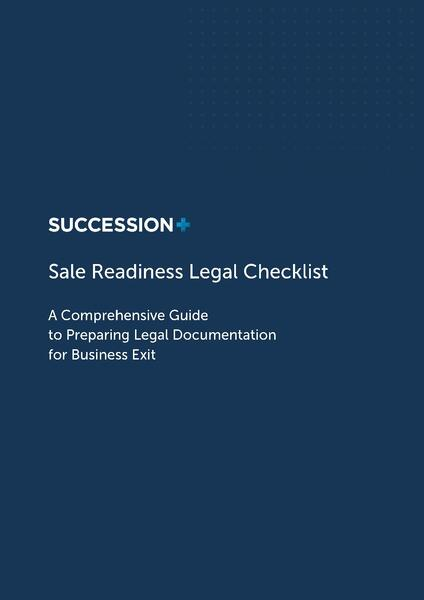 SUCCESSION+
Sale Readiness Legal Checklist
A Comprehensive Guide
to Preparing Legal Documentation
for Business Exit